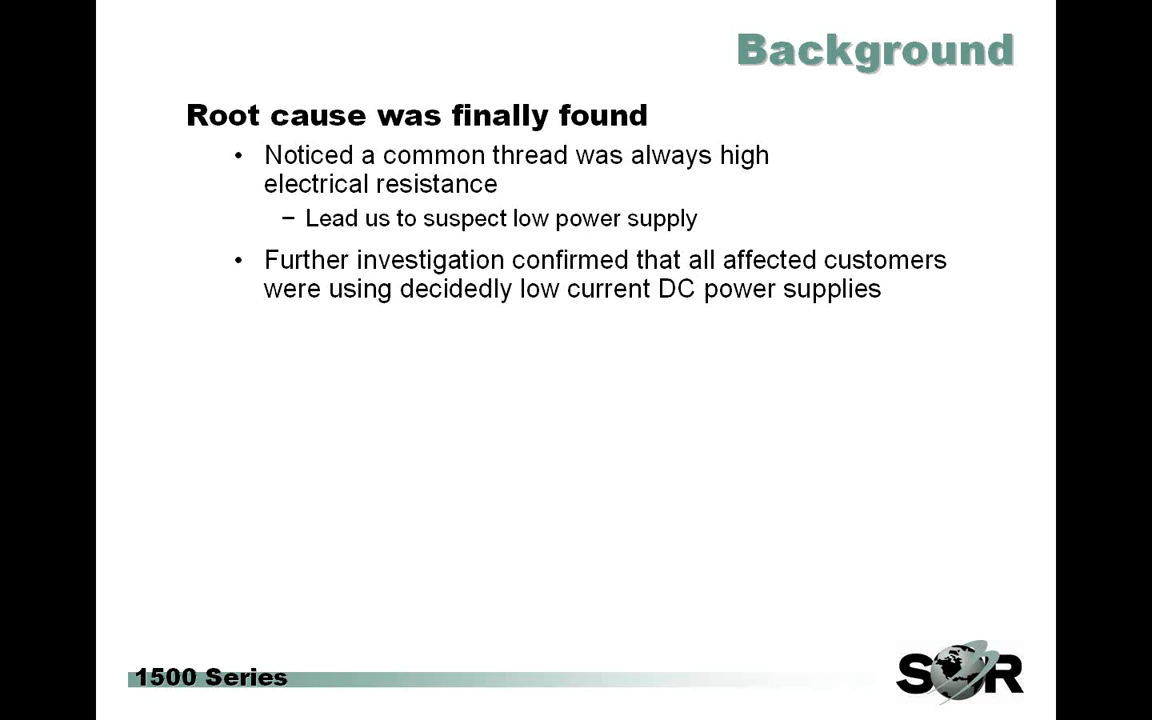 Background
Root cause was finally found
• Noticed a common thread was always high
electrical resistance
– Lead us to suspect low power supply
• Further investigation confirmed that all affected customers
were using decidedly low current DC power supplies
1500 Series
SOR